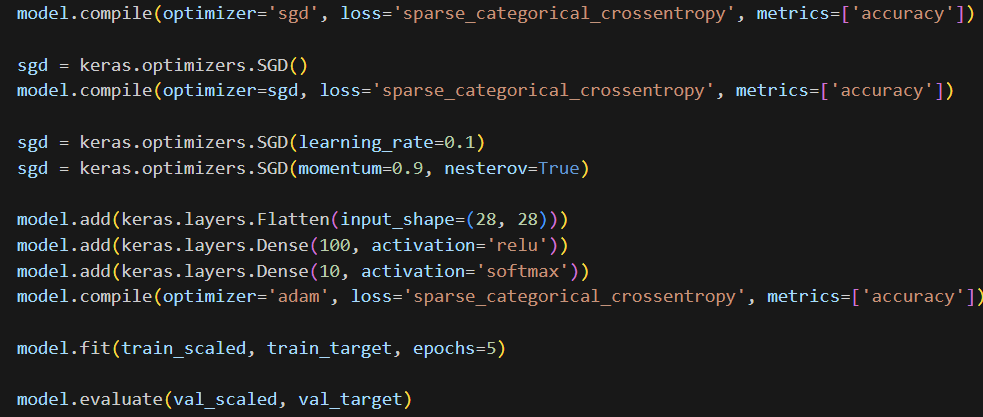 model.compile(optimizer='sgd', loss='sparse_categorical_crossentropy', metrics=['accuracy'])
sgd = keras.optimizers.SGD()
model.compile(optimizer=sgd, loss='sparse_categorical_crossentropy', metrics=['accuracy'])
sgd = keras.optimizers.SGD(learning_rate=0.1)
sgd = keras.optimizers.SGD(momentum=0.9, nesterov=True)
model.add(keras.layers.Flatten(input_shape=(28, 28)))
model.add(keras.layers.Dense(100, activation='relu'))
model.add(keras.layers.Dense(10, activation='softmax'))
model.compile(optimizer='adam', loss='sparse_categorical_crossentropy', metrics=['accuracy'])
model.fit(train_scaled, train_target, epochs=5)
model.evaluate(val_scaled, val_target)